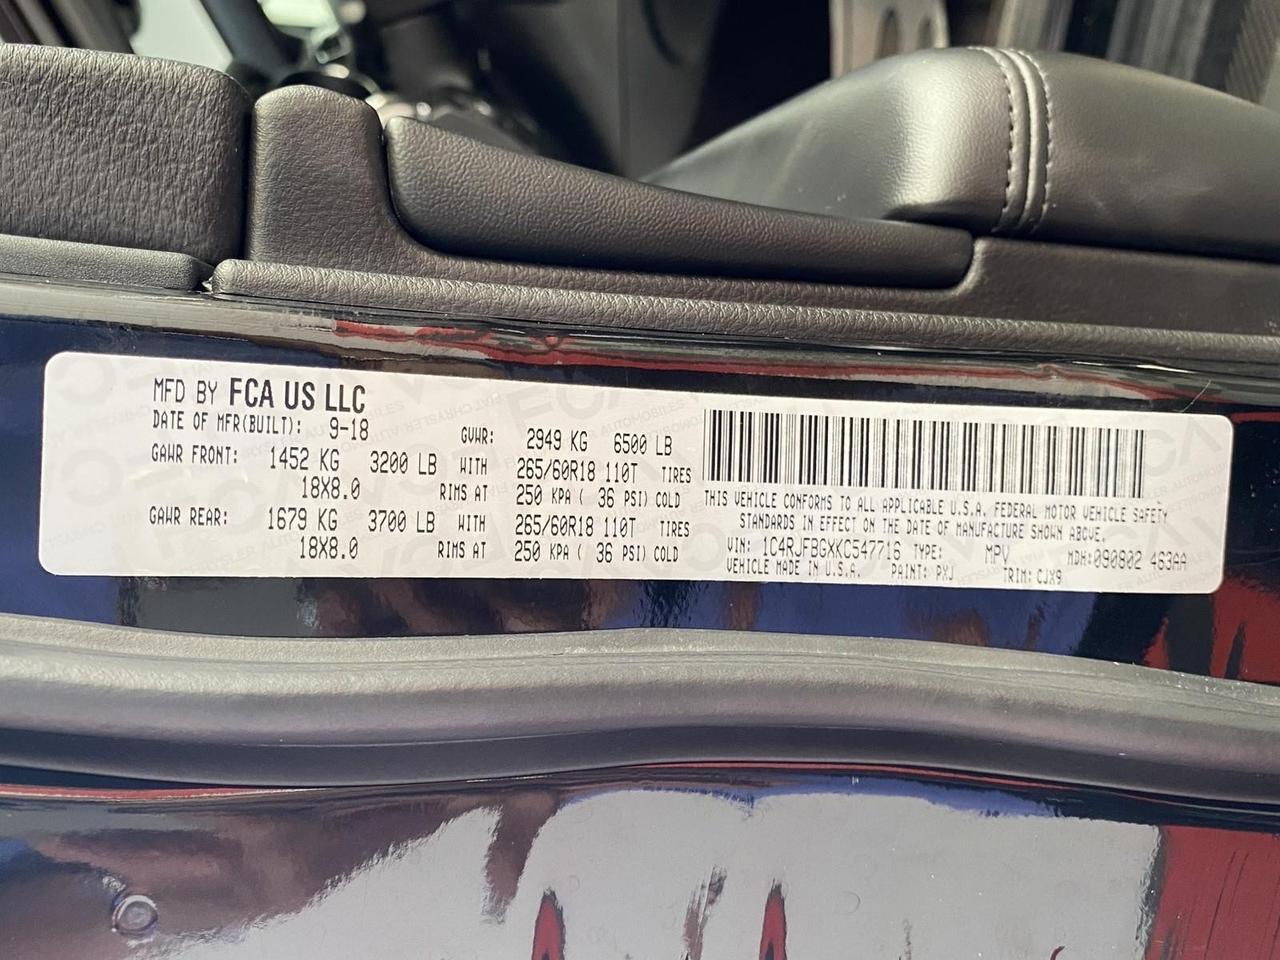 MFD BY FCA US LLC
DATE OF MFR(BUILT): 9-18 GVWR: 2949 KG 6500 LB
GAWR FRONT: 1452 KG 3200 LB WITH 265/60R18 110T TIRES
18X8.0 RIMS AT 250 KPA ( 36 PSI) COLD
GAWR REAR: 1679 KG 3700 LB WITH 265/60R18 110T TIRES
18X8.0 RIMS AT 250 KPA ( 36 PSI) COLD
THIS VEHICLE CONFORMS TO ALL APPLICABLE U.S.A. FEDERAL MOTOR VEHICLE SAFETY
STANDARDS IN EFFECT ON THE DATE OF MANUFACTURE SHOWN ABOVE.
VIN: 1C4RJFBGXKC547716 TYPE: MPV MDH:090802 463AA
VEHICLE MADE IN U.S.A. PAINT: PXJ TRIM: CJX9